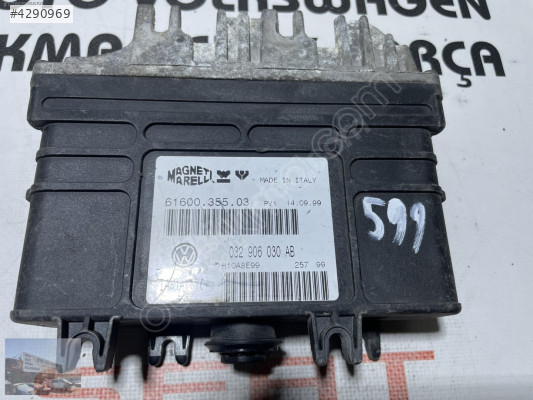 #4290969
VOLKSWAGEN
MAGNETI
MARELLI
MADE IN ITALY
61600.355.03 14.09.99
599
032 906 030 AB
257 99
SEAT